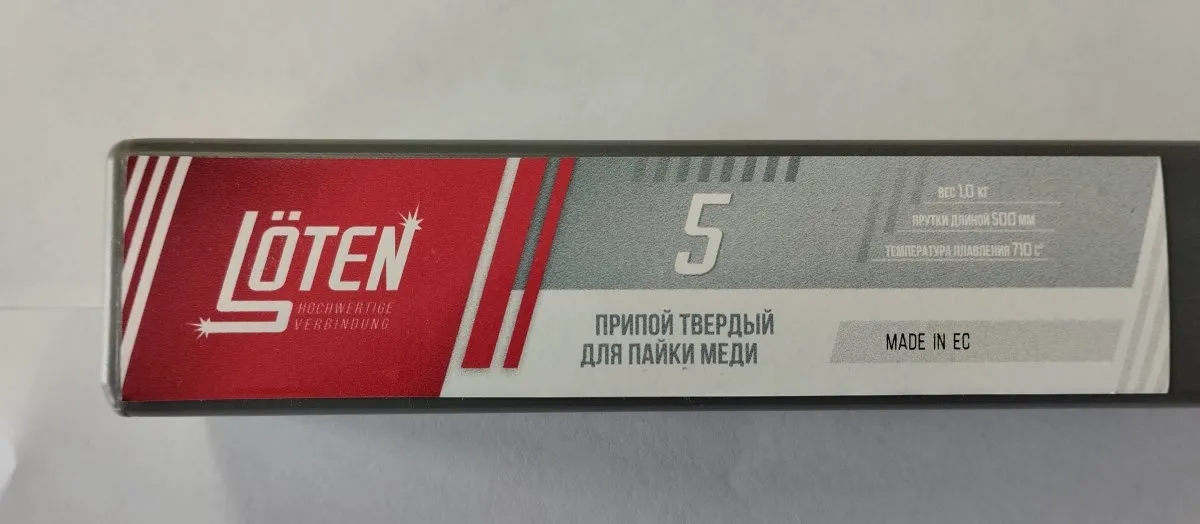 LÖTEN
HOCHWERTIGE
VERBINDUNG
5
ВЕС 1.0 КГ
ПРУТКИ ДЛИНОЙ 500 ММ
ТЕМПЕРАТУРА ПЛАВЛЕНИЯ 710 С°
ПРИПОЙ ТВЕРДЫЙ
ДЛЯ ПАЙКИ МЕДИ
MADE IN EC